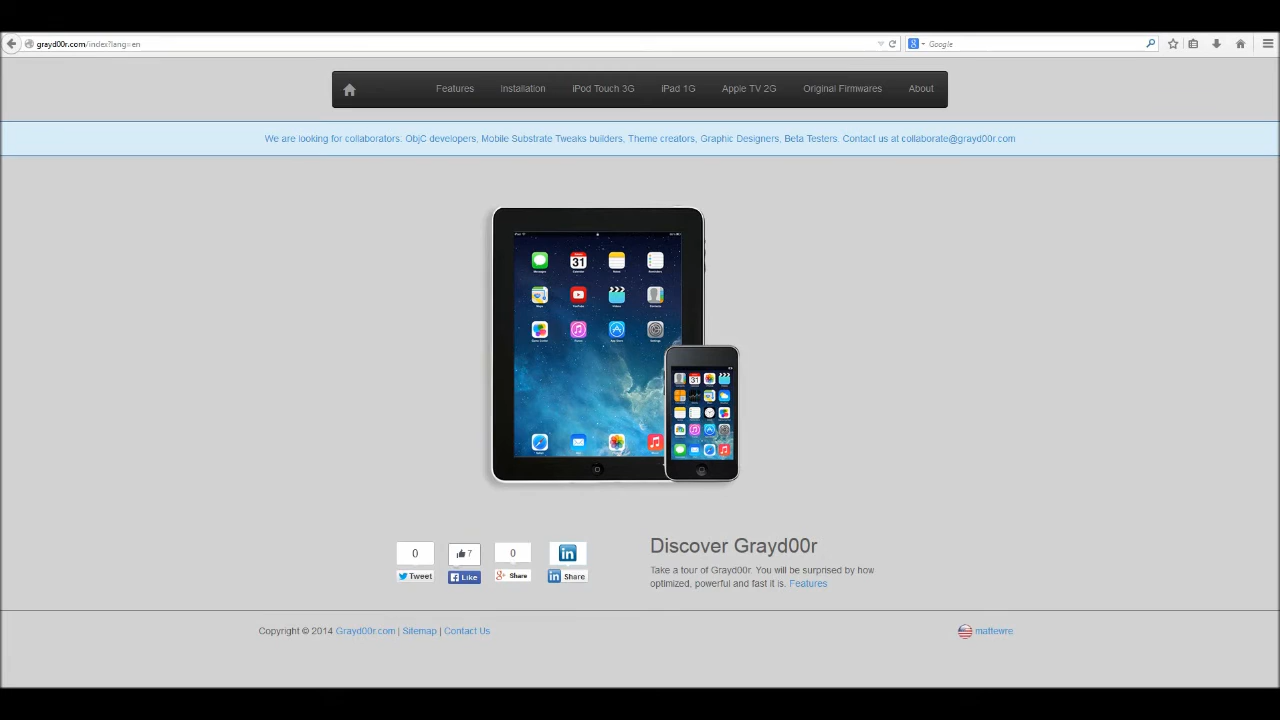 grayd00r.com/index?lang=en
Google
Features Installation iPod Touch 3G iPad 1G Apple TV 2G Original Firmwares About
We are looking for collaborators: ObjC developers, Mobile Substrate Tweaks builders, Theme creators, Graphic Designers, Beta Testers. Contact us at collaborate@grayd00r.com
31
31
0 7 0 in
Tweet Like Share in Share
Discover Grayd00r
Take a tour of Grayd00r. You will be surprised by how
optimized, powerful and fast it is. Features
Copyright © 2014 Grayd00r.com | Sitemap | Contact Us
mattewre